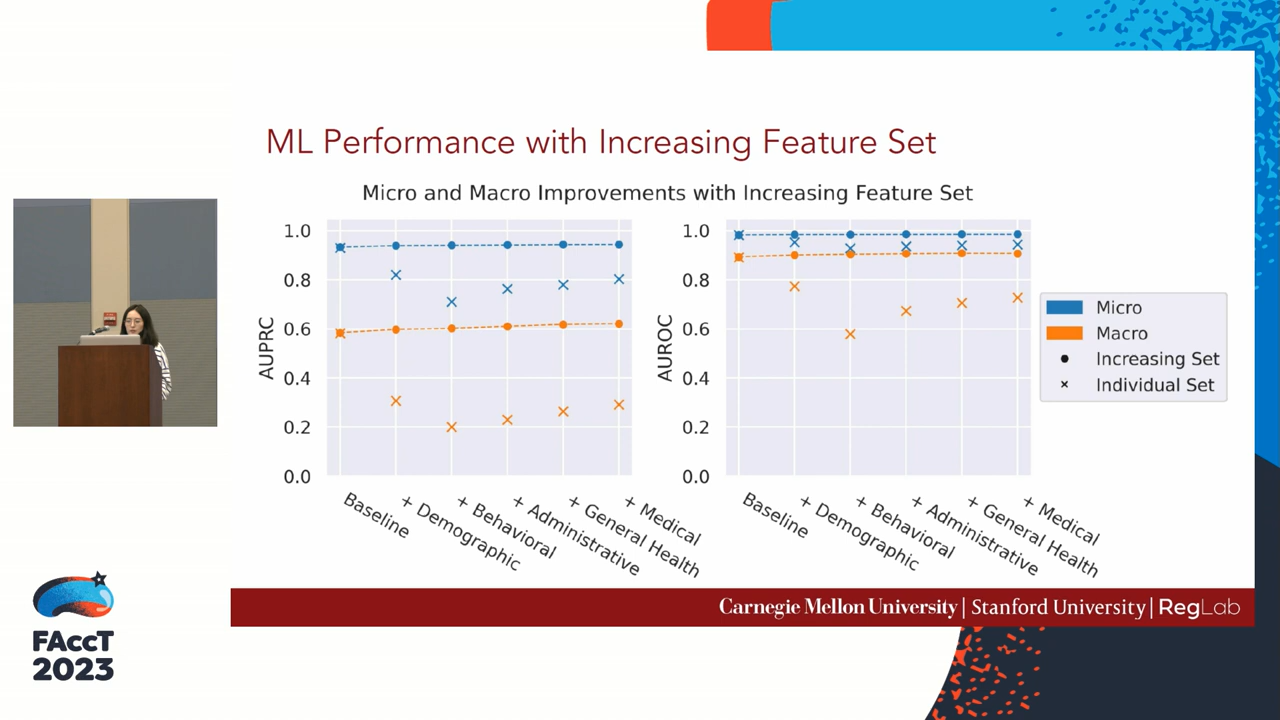 ML Performance with Increasing Feature Set
Micro and Macro Improvements with Increasing Feature Set
AUPRC
1.0
0.8
0.6
0.4
0.2
0.0
Baseline
+ Demographic
+ Behavioral
+ Administrative
+ General Health
+ Medical
AUROC
1.0
0.8
0.6
0.4
0.2
0.0
Baseline
+ Demographic
+ Behavioral
+ Administrative
+ General Health
+ Medical
Micro
Macro
Increasing Set
Individual Set
Carnegie Mellon University | Stanford University | RegLab
FAccT
2023